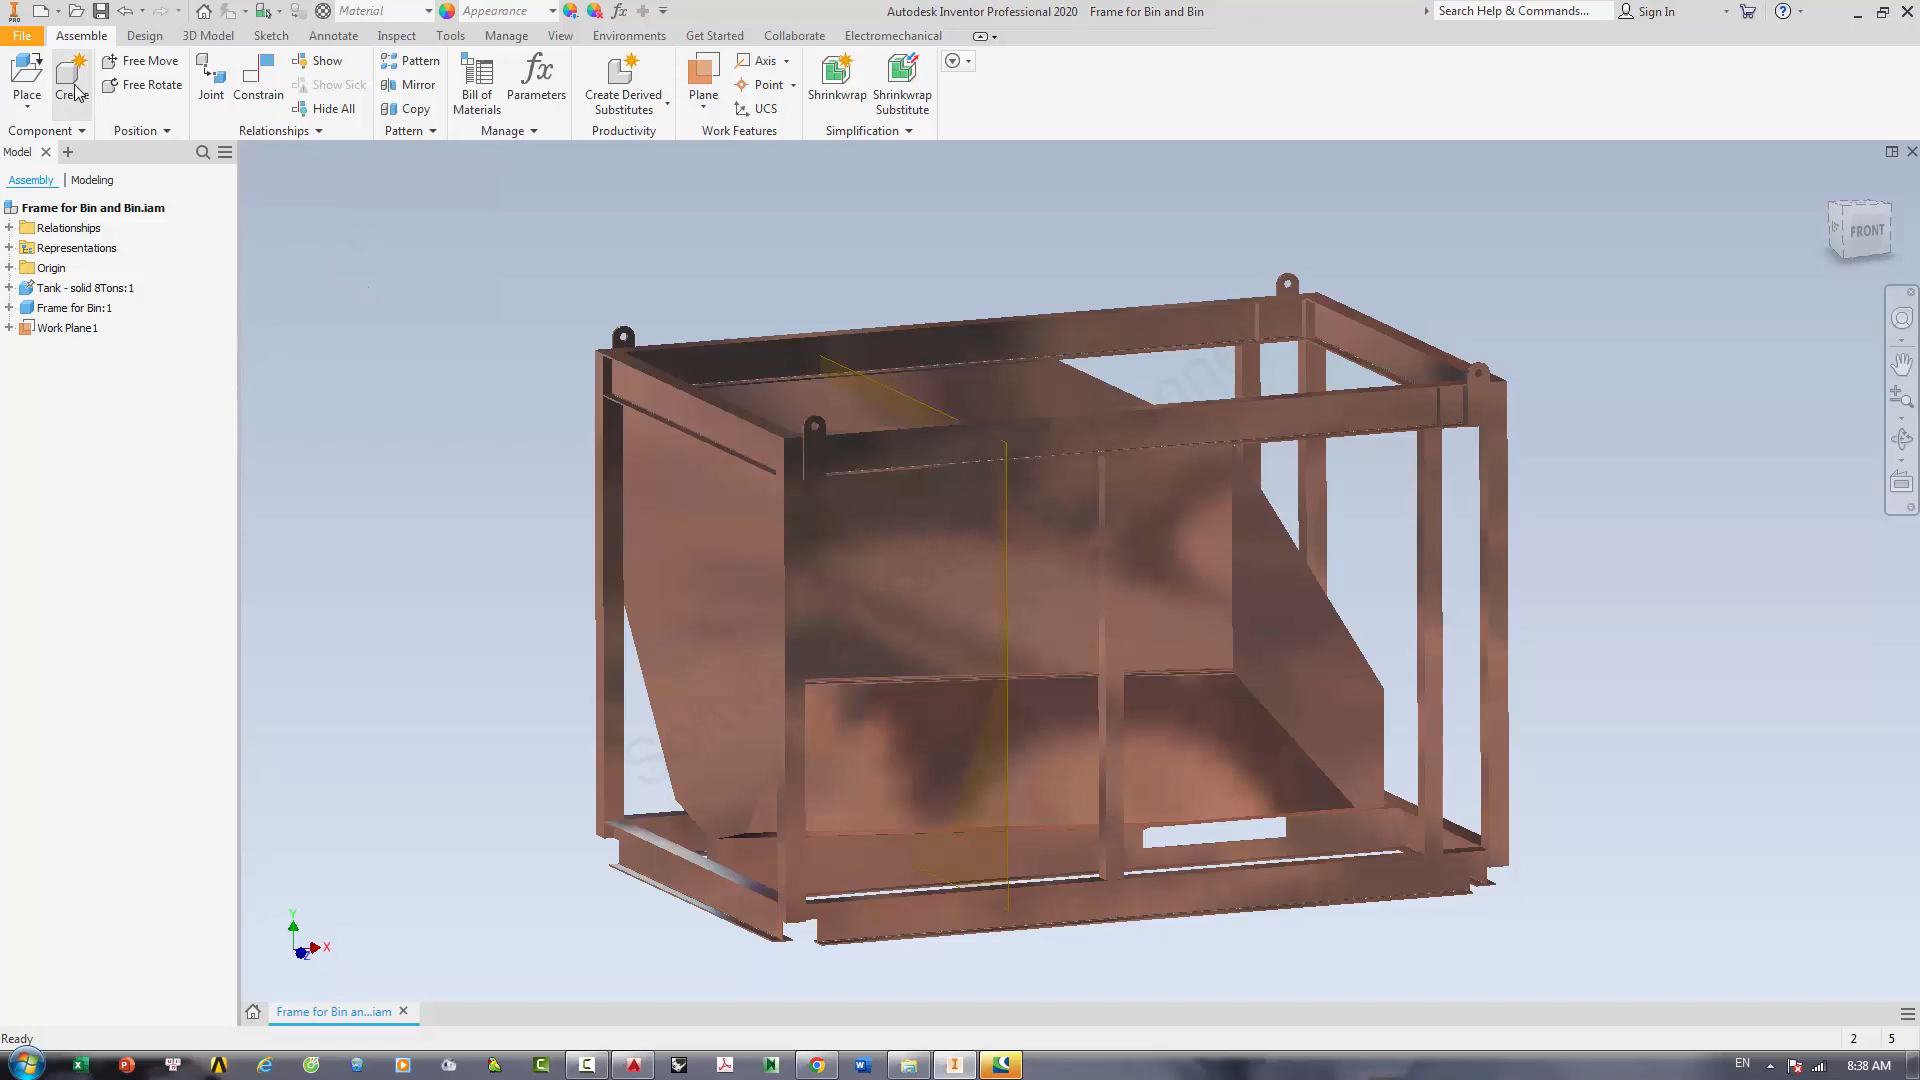 Material
Appearance
fx
Autodesk Inventor Professional 2020 Frame for Bin and Bin
Search Help & Commands...
Sign In
File Assemble Design 3D Model Sketch Annotate Inspect Tools Manage View Environments Get Started Collaborate Electromechanical
Place
Create
Free Move
Free Rotate
Joint
Constrain
Show
Show Sick
Hide All
Pattern
Mirror
Copy
Bill of
Materials
fx
Parameters
Create Derived
Substitutes
Plane
Axis
Point
UCS
Shrinkwrap
Shrinkwrap
Substitute
Component Position Relationships Pattern Manage Productivity Work Features Simplification
Model
Assembly Modeling
Frame for Bin and Bin.iam
Relationships
Representations
Origin
Tank - solid 8Tons:1
Frame for Bin:1
Work Plane1
FRONT
Y
X
Z
Frame for Bin an...iam
Ready
2 5
EN
8:38 AM